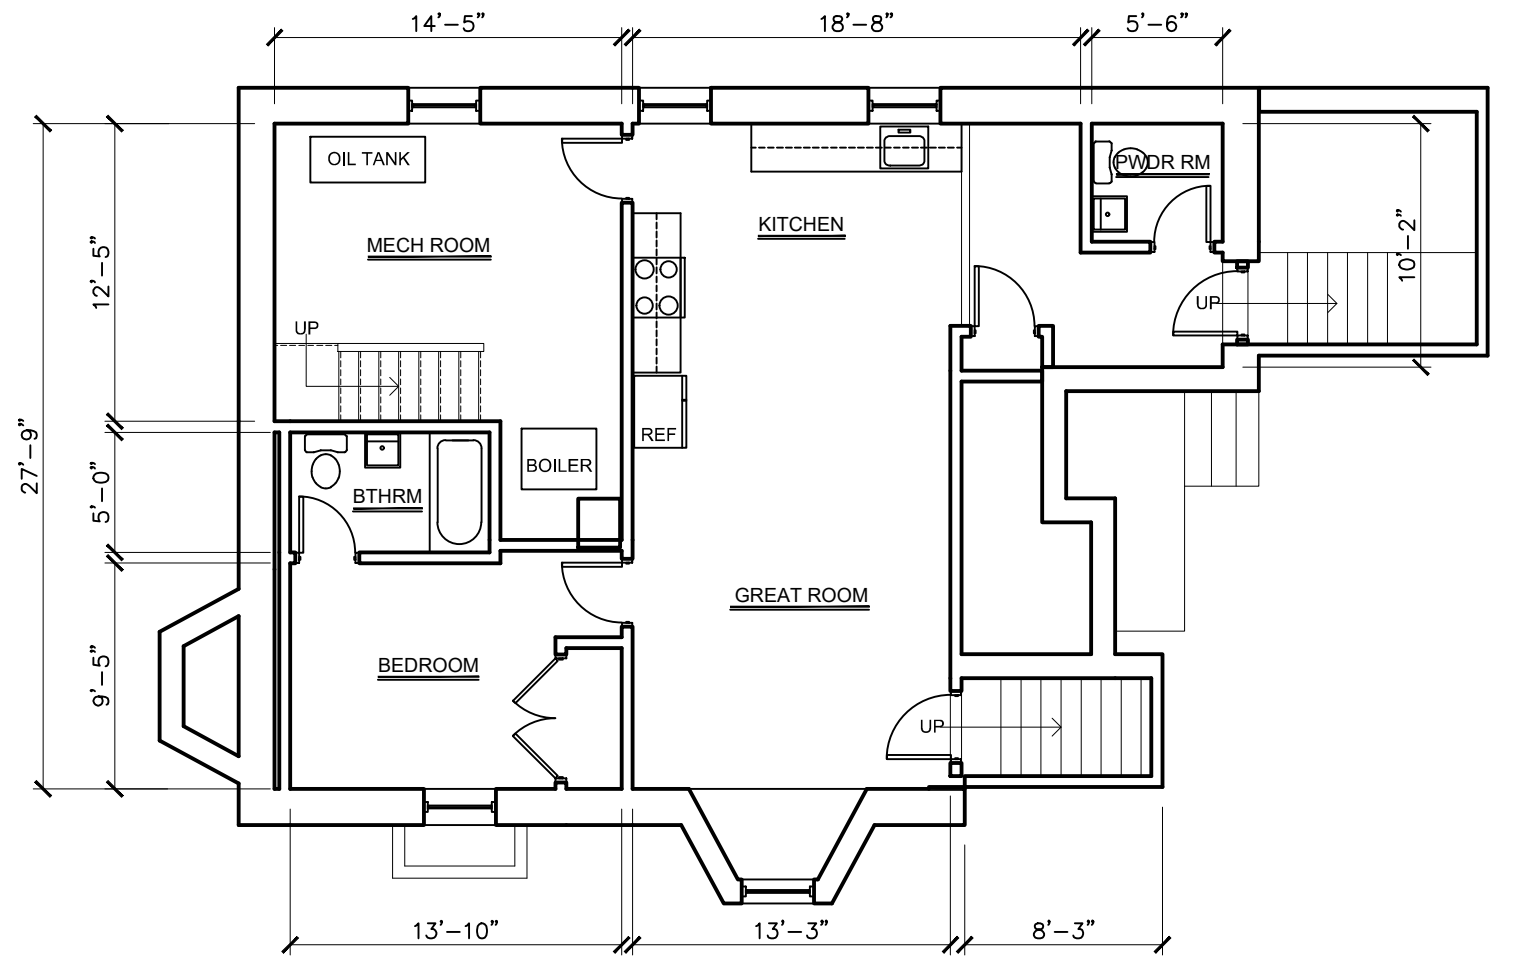 14’–5”
18’–8”
5’–6”
OIL TANK
PWDR RM
KITCHEN
MECH ROOM
10’–2”
12’–5”
UP
UP
REF
27’–9”
BOILER
5’–0”
BTHRM
GREAT ROOM
BEDROOM
9’–5”
UP
13’–10”
13’–3”
8’–3”